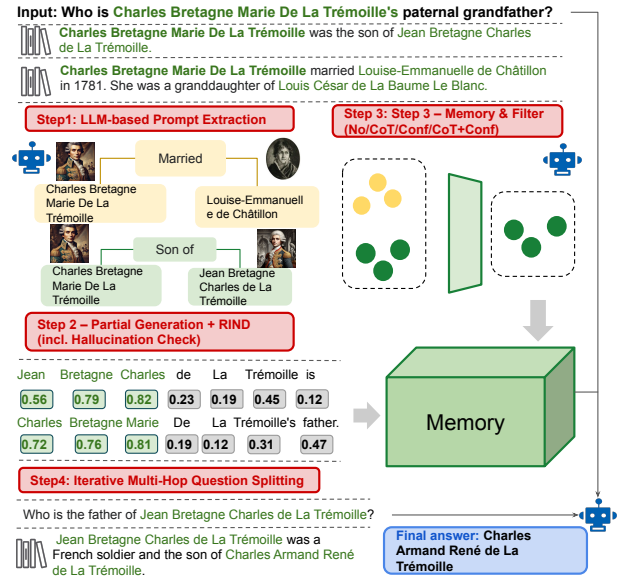 Input: Who is Charles Bretagne Marie De La Trémoille's paternal grandfather?
Charles Bretagne Marie De La Trémoille was the son of Jean Bretagne Charles
de La Trémoille.
Charles Bretagne Marie De La Trémoille married Louise-Emmanuelle de Châtillon
in 1781. She was a granddaughter of Louis César de La Baume Le Blanc.
Step1: LLM-based Prompt Extraction
Married
Charles Bretagne
Marie De La
Trémoille
Louise-Emmanuell
e de Châtillon
Son of
Charles Bretagne
Marie De La
Trémoille
Jean Bretagne
Charles de La
Trémoille
Step 2 – Partial Generation + RIND
(incl. Hallucination Check)
Jean Bretagne Charles de La Trémoille is
0.56 0.79 0.82 0.23 0.19 0.45 0.12
Charles Bretagne Marie De La Trémoille's father.
0.72 0.76 0.81 0.19 0.12 0.31 0.47
Step 3: Step 3 – Memory & Filter
(No/CoT/Conf/CoT+Conf)
Memory
Step4: Iterative Multi-Hop Question Splitting
Who is the father of Jean Bretagne Charles de La Trémoille?
Jean Bretagne Charles de La Trémoille was a
French soldier and the son of Charles Armand René
de La Trémoille.
Final answer: Charles
Armand René de La
Trémoille